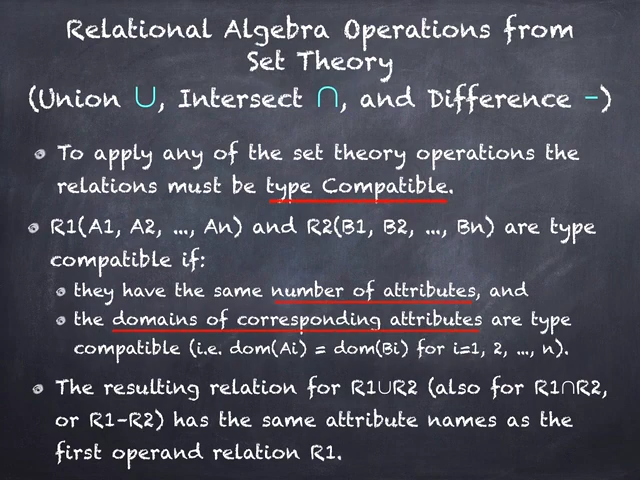 Relational Algebra Operations from
Set Theory
(Union ∪, Intersect ∩, and Difference -)
To apply any of the set theory operations the
relations must be type Compatible.
R1(A1, A2, ..., An) and R2(B1, B2, ..., Bn) are type
compatible if:
they have the same number of attributes, and
the domains of corresponding attributes are type
compatible (i.e. dom(Ai) = dom(Bi) for i=1, 2, ..., n).
The resulting relation for R1∪R2 (also for R1∩R2,
or R1-R2) has the same attribute names as the
first operand relation R1.